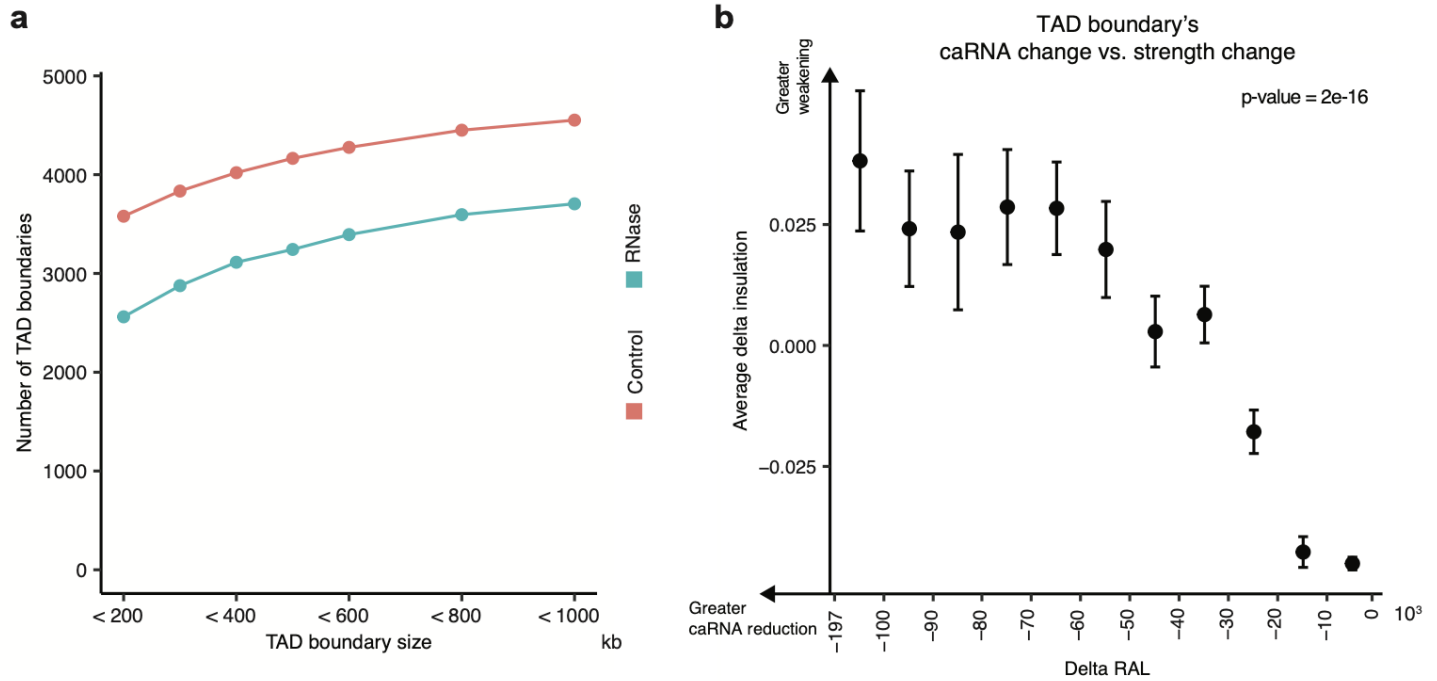 a
5000
4000
3000
2000
1000
0
Number of TAD boundaries
< 200
< 400
< 600
< 800
< 1000
TAD boundary size
kb
RNase
Control
b
TAD boundary's
caRNA change vs. strength change
p-value = 2e-16
Greater
weakening
Average delta insulation
0.025
0.000
−0.025
Greater
caRNA reduction
−197
−100
−90
−80
−70
−60
−50
−40
−30
−20
−10
0
10³
Delta RAL